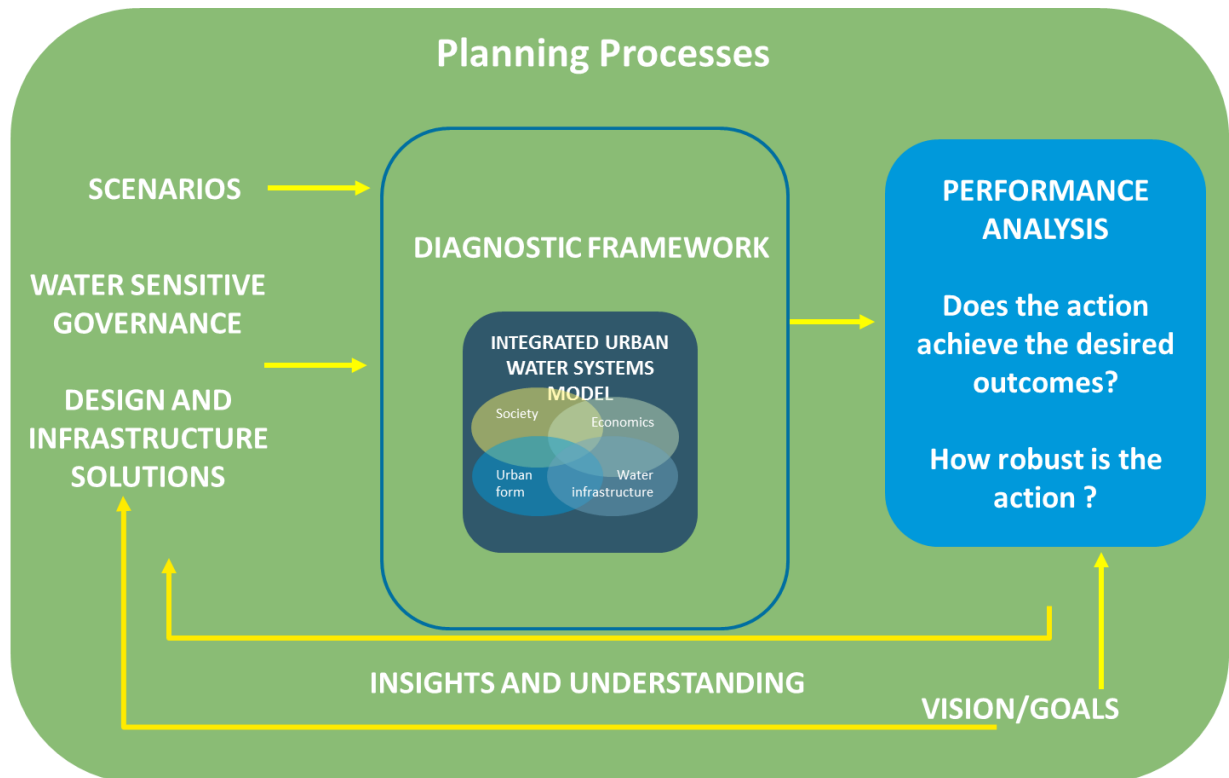 Planning Processes
SCENARIOS
WATER SENSITIVE
GOVERNANCE
DESIGN AND
INFRASTRUCTURE
SOLUTIONS
DIAGNOSTIC FRAMEWORK
INTEGRATED URBAN
WATER SYSTEMS
MODEL
Society
Economics
Urban
form
Water
infrastructure
PERFORMANCE
ANALYSIS
Does the action
achieve the desired
outcomes?
How robust is the
action ?
INSIGHTS AND UNDERSTANDING
VISION/GOALS